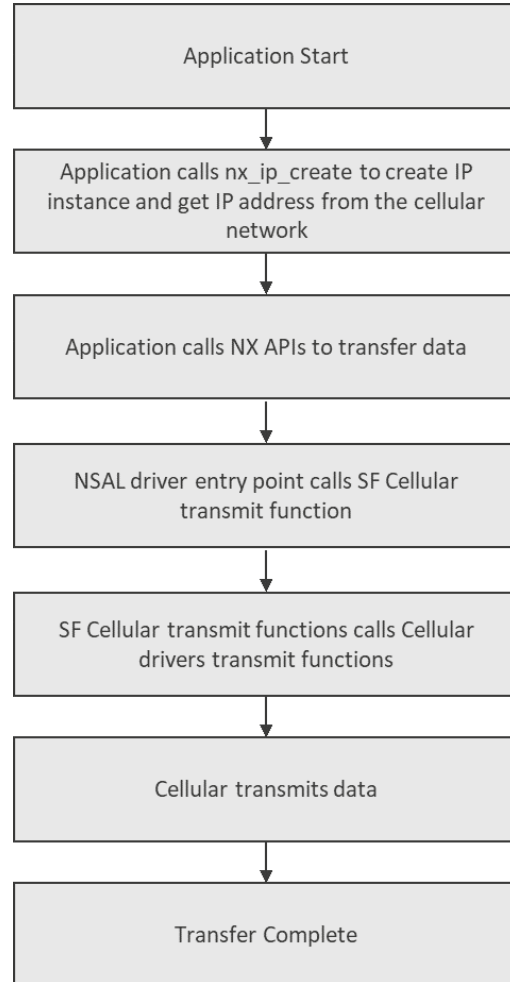 Application Start
Application calls nx_ip_create to create IP
instance and get IP address from the cellular
network
Application calls NX APIs to transfer data
NSAL driver entry point calls SF Cellular
transmit function
SF Cellular transmit functions calls Cellular
drivers transmit functions
Cellular transmits data
Transfer Complete